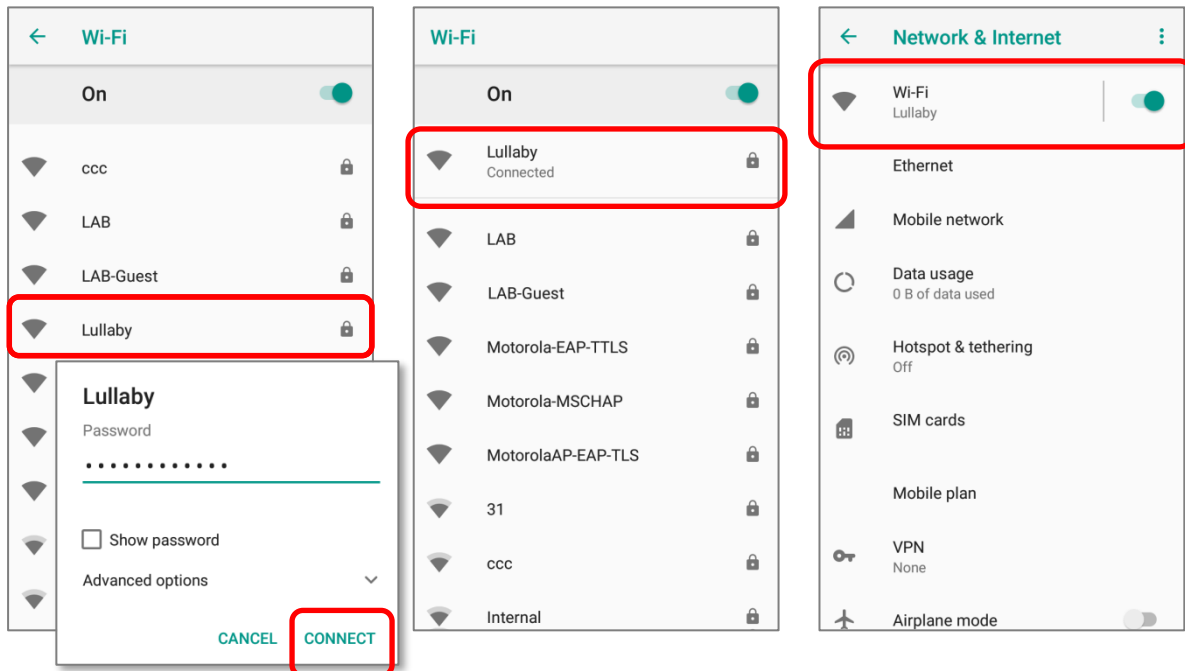 Wi-Fi
On
ccc
LAB
LAB-Guest
Lullaby
Lullaby
Password
••••••••••••
Show password
Advanced options
CANCEL CONNECT
Wi-Fi
On
Lullaby
Connected
LAB
LAB-Guest
Motorola-EAP-TTLS
Motorola-MSCHAP
MotorolaAP-EAP-TLS
31
ccc
Internal
Network & Internet
Wi-Fi
Lullaby
Ethernet
Mobile network
Data usage
0 B of data used
Hotspot & tethering
Off
SIM cards
Mobile plan
VPN
None
Airplane mode